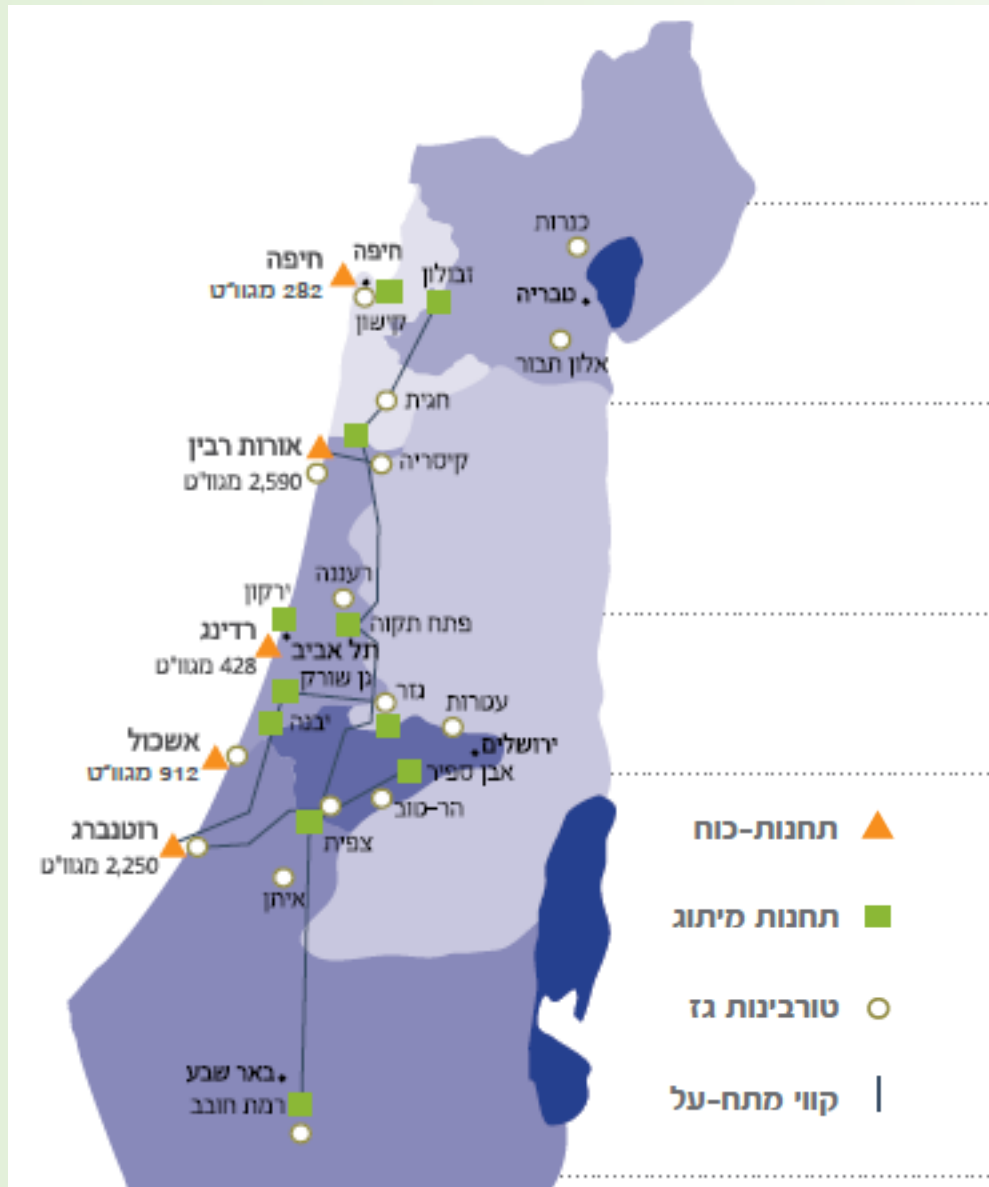 כנרות
חיפה
חיפה
282 מגוו"ט
זבולון
טבריה
קישון
אלון תבור
חגית
אורות רבין
קיסריה
2,590 מגוו"ט
רעננה
ירקון
פתח תקוה
רדינג
תל אביב
428 מגוו"ט
גן שורק
גזר
עטרות
יבנה
אשכול
ירושלים
912 מגוו"ט
אבן ספיר
הר-טוב
רוטנברג
צפית
2,250 מגוו"ט
איתן
באר שבע
רמת חובב
תחנות-כוח
תחנות מיתוג
טורבינות גז
קווי מתח-על